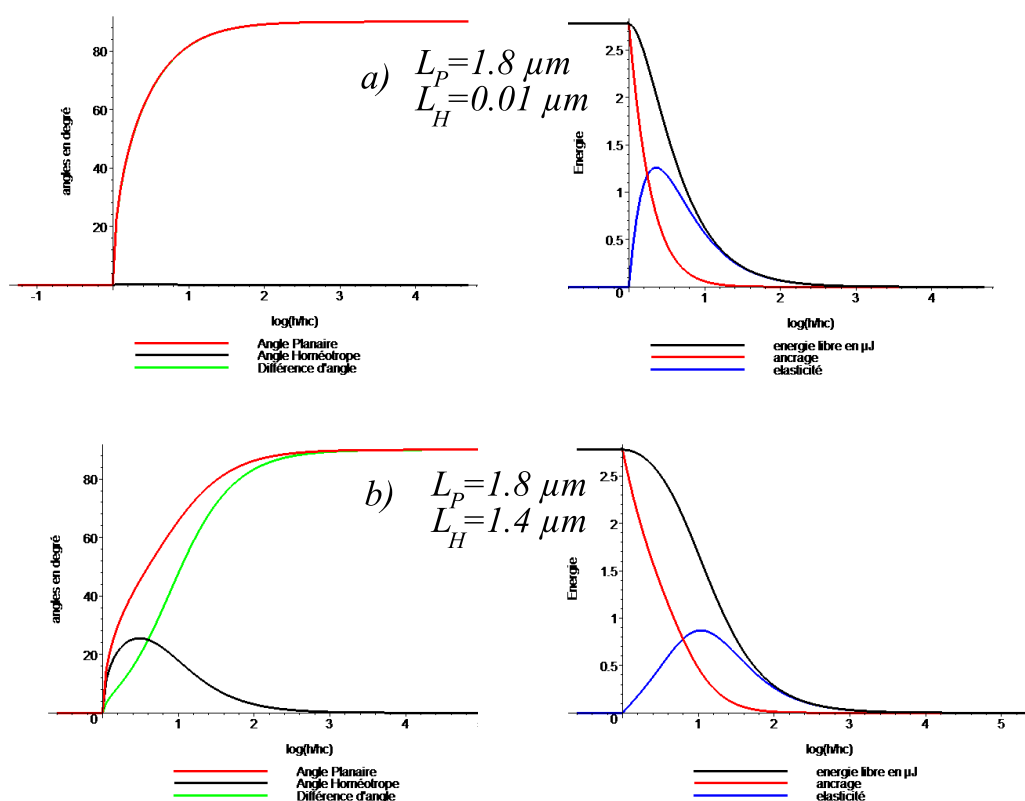 a) L_P=1.8 µm
L_H=0.01 µm
angles en degré
80
60
40
20
0
-1 1 2 3 4
log(h/hc)
Angle Planaire
Angle Homéotrope
Différence d'angle
Energie
2.5
2
1.5
1
0.5
0
1 2 3 4
log(h/hc)
energie libre en µJ
ancrage
elasticité
b) L_P=1.8 µm
L_H=1.4 µm
angles en degré
80
60
40
20
0
1 2 3 4
log(h/hc)
Angle Planaire
Angle Homéotrope
Différence d'angle
Energie
2.5
2
1.5
1
0.5
0
1 2 3 4 5
log(h/hc)
energie libre en µJ
ancrage
elasticité